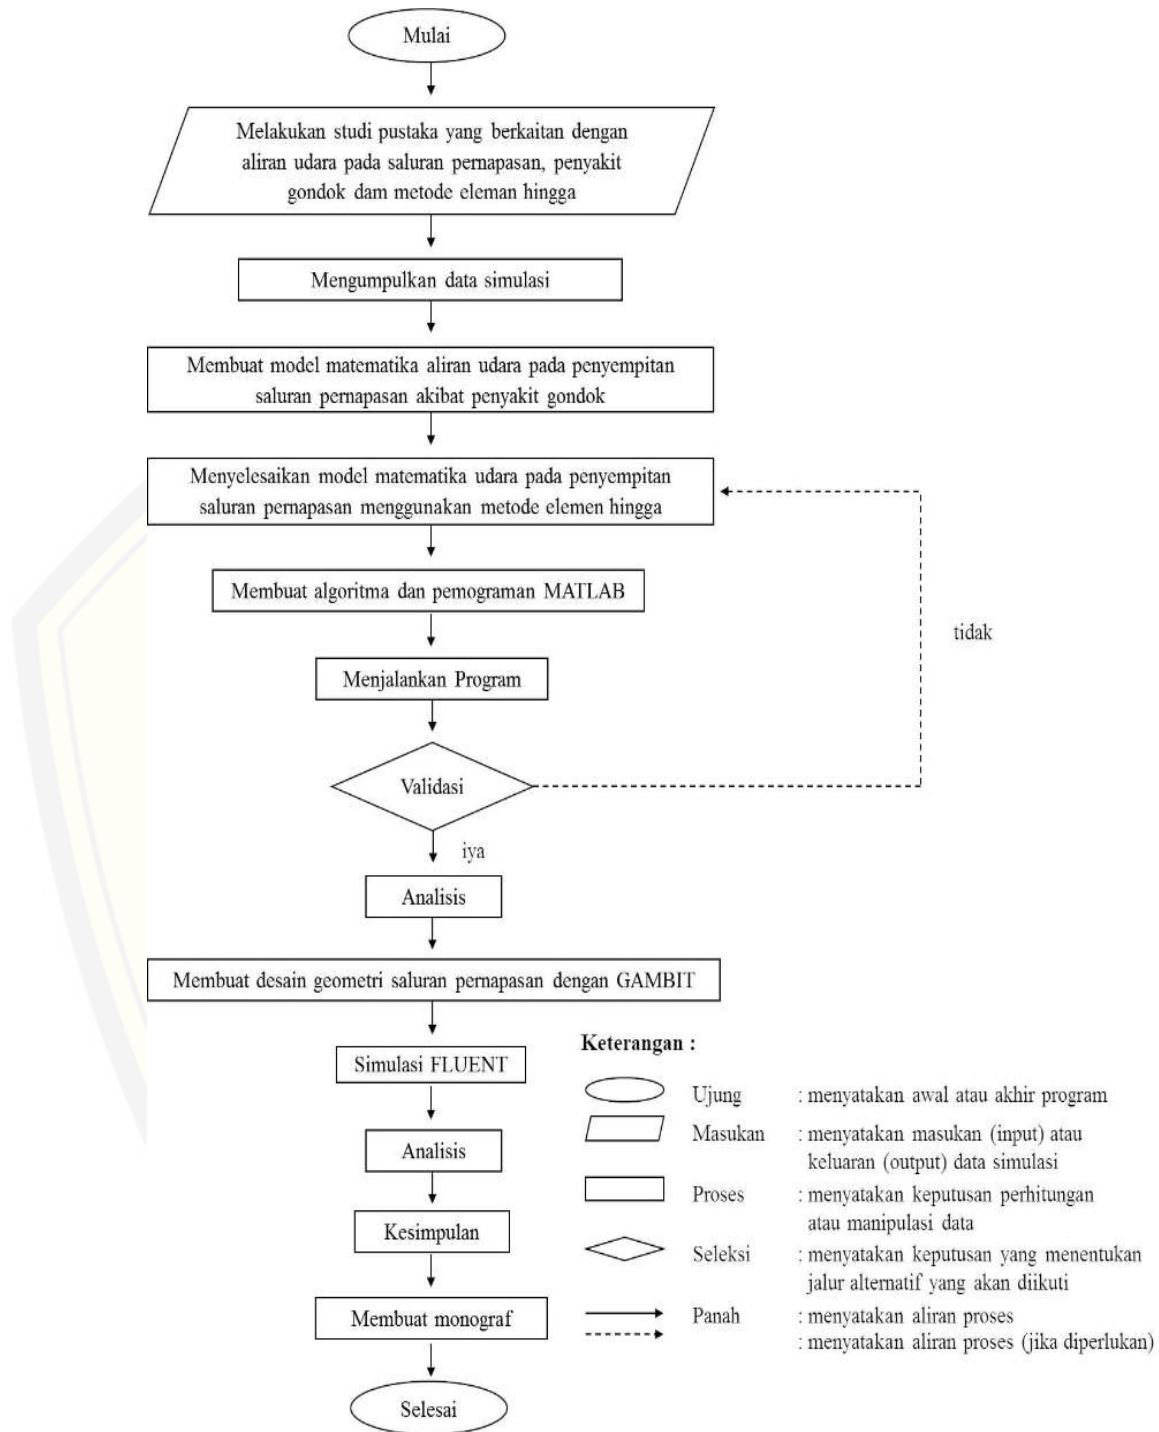 Mulai
Melakukan studi pustaka yang berkaitan dengan
aliran udara pada saluran pernapasan, penyakit
gondok dam metode eleman hingga
Mengumpulkan data simulasi
Membuat model matematika aliran udara pada penyempitan
saluran pernapasan akibat penyakit gondok
Menyelesaikan model matematika udara pada penyempitan
saluran pernapasan menggunakan metode elemen hingga
Membuat algoritma dan pemograman MATLAB
tidak
Menjalankan Program
Validasi
iya
Analisis
Membuat desain geometri saluran pernapasan dengan GAMBIT
Simulasi FLUENT
Analisis
Kesimpulan
Membuat monograf
Selesai
Keterangan :
Ujung : menyatakan awal atau akhir program
Masukan : menyatakan masukan (input) atau
keluaran (output) data simulasi
Proses : menyatakan keputusan perhitungan
atau manipulasi data
Seleksi : menyatakan keputusan yang menentukan
jalur alternatif yang akan diikuti
Panah : menyatakan aliran proses
: menyatakan aliran proses (jika diperlukan)